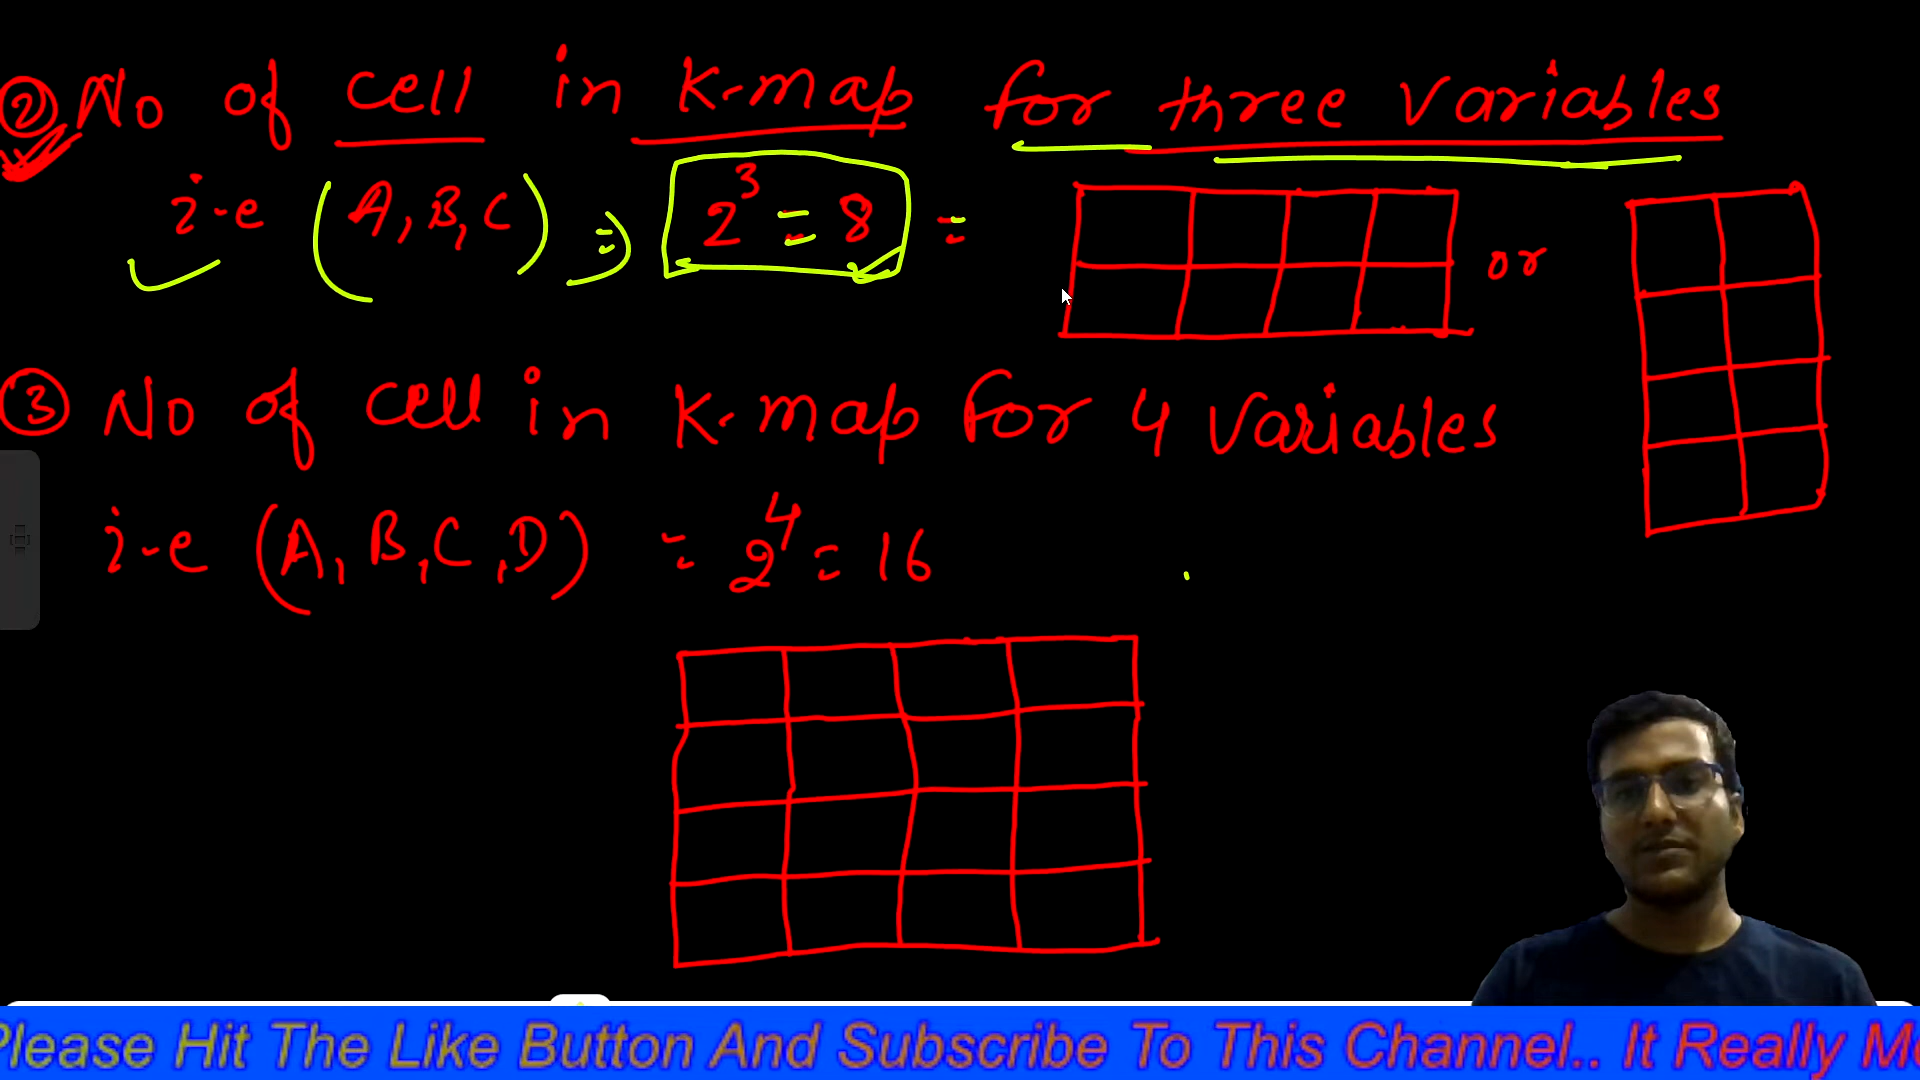 ② No of cell in K-map for three variables
i-e (A, B, C) ⇒ 2³ = 8 = or
③ No of cell in K-map for 4 variables
i-e (A, B, C, D) = 2⁴ = 16
Please Hit The Like Button And Subscribe To This Channel.. It Really M